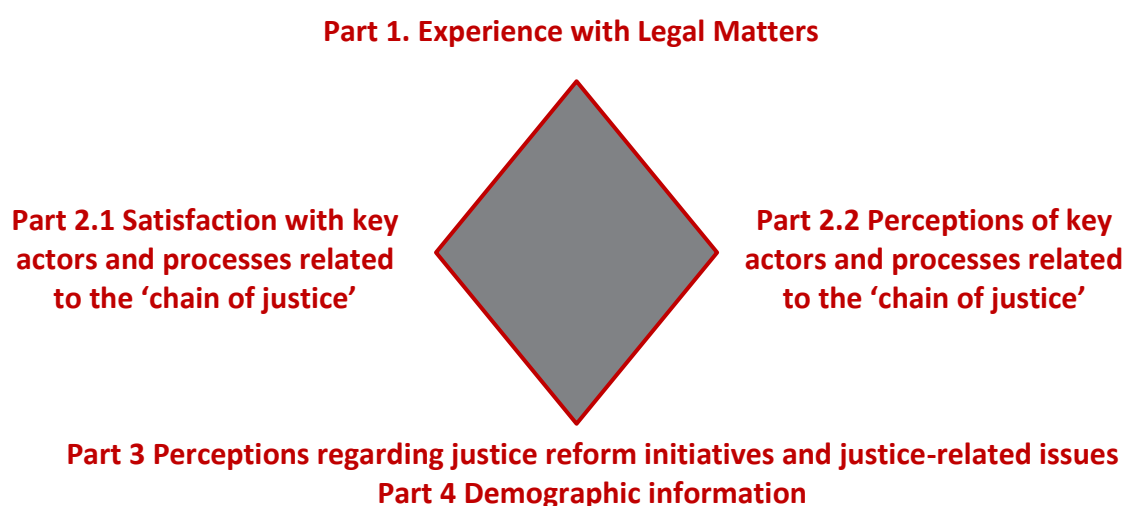 Part 1. Experience with Legal Matters
Part 2.1 Satisfaction with key
actors and processes related
to the ‘chain of justice’
Part 2.2 Perceptions of key
actors and processes related
to the ‘chain of justice’
Part 3 Perceptions regarding justice reform initiatives and justice-related issues
Part 4 Demographic information